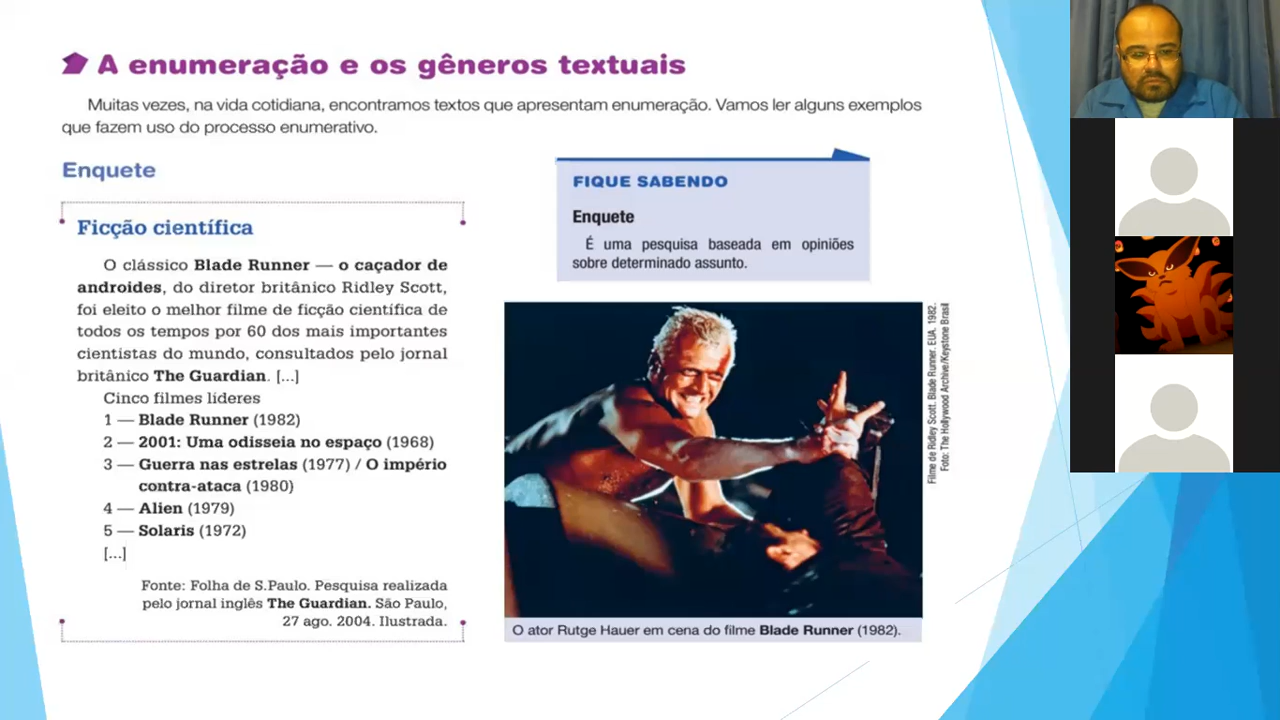 A enumeração e os gêneros textuais
Muitas vezes, na vida cotidiana, encontramos textos que apresentam enumeração. Vamos ler alguns exemplos
que fazem uso do processo enumerativo.
Enquete
Ficção científica
O clássico Blade Runner — o caçador de
androides, do diretor britânico Ridley Scott,
foi eleito o melhor filme de ficção científica de
todos os tempos por 60 dos mais importantes
cientistas do mundo, consultados pelo jornal
britânico The Guardian. [...]
Cinco filmes líderes
1 — Blade Runner (1982)
2 — 2001: Uma odisseia no espaço (1968)
3 — Guerra nas estrelas (1977) / O império
contra-ataca (1980)
4 — Alien (1979)
5 — Solaris (1972)
[...]
Fonte: Folha de S.Paulo. Pesquisa realizada
pelo jornal inglês The Guardian. São Paulo,
27 ago. 2004. Ilustrada.
FIQUE SABENDO
Enquete
É uma pesquisa baseada em opiniões
sobre determinado assunto.
Filme de Ridley Scott. Blade Runner. EUA. 1982.
Foto: The Hollywood Archive/Keystone Brasil
O ator Rutge Hauer em cena do filme Blade Runner (1982).